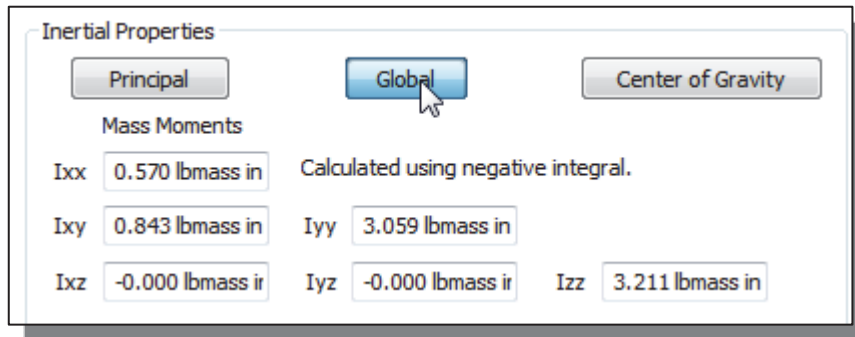 Inertial Properties
Principal Global Center of Gravity
Mass Moments
Ixx 0.570 lbmass in Calculated using negative integral.
Ixy 0.843 lbmass in Iyy 3.059 lbmass in
Ixz -0.000 lbmass ir Iyz -0.000 lbmass ir Izz 3.211 lbmass in